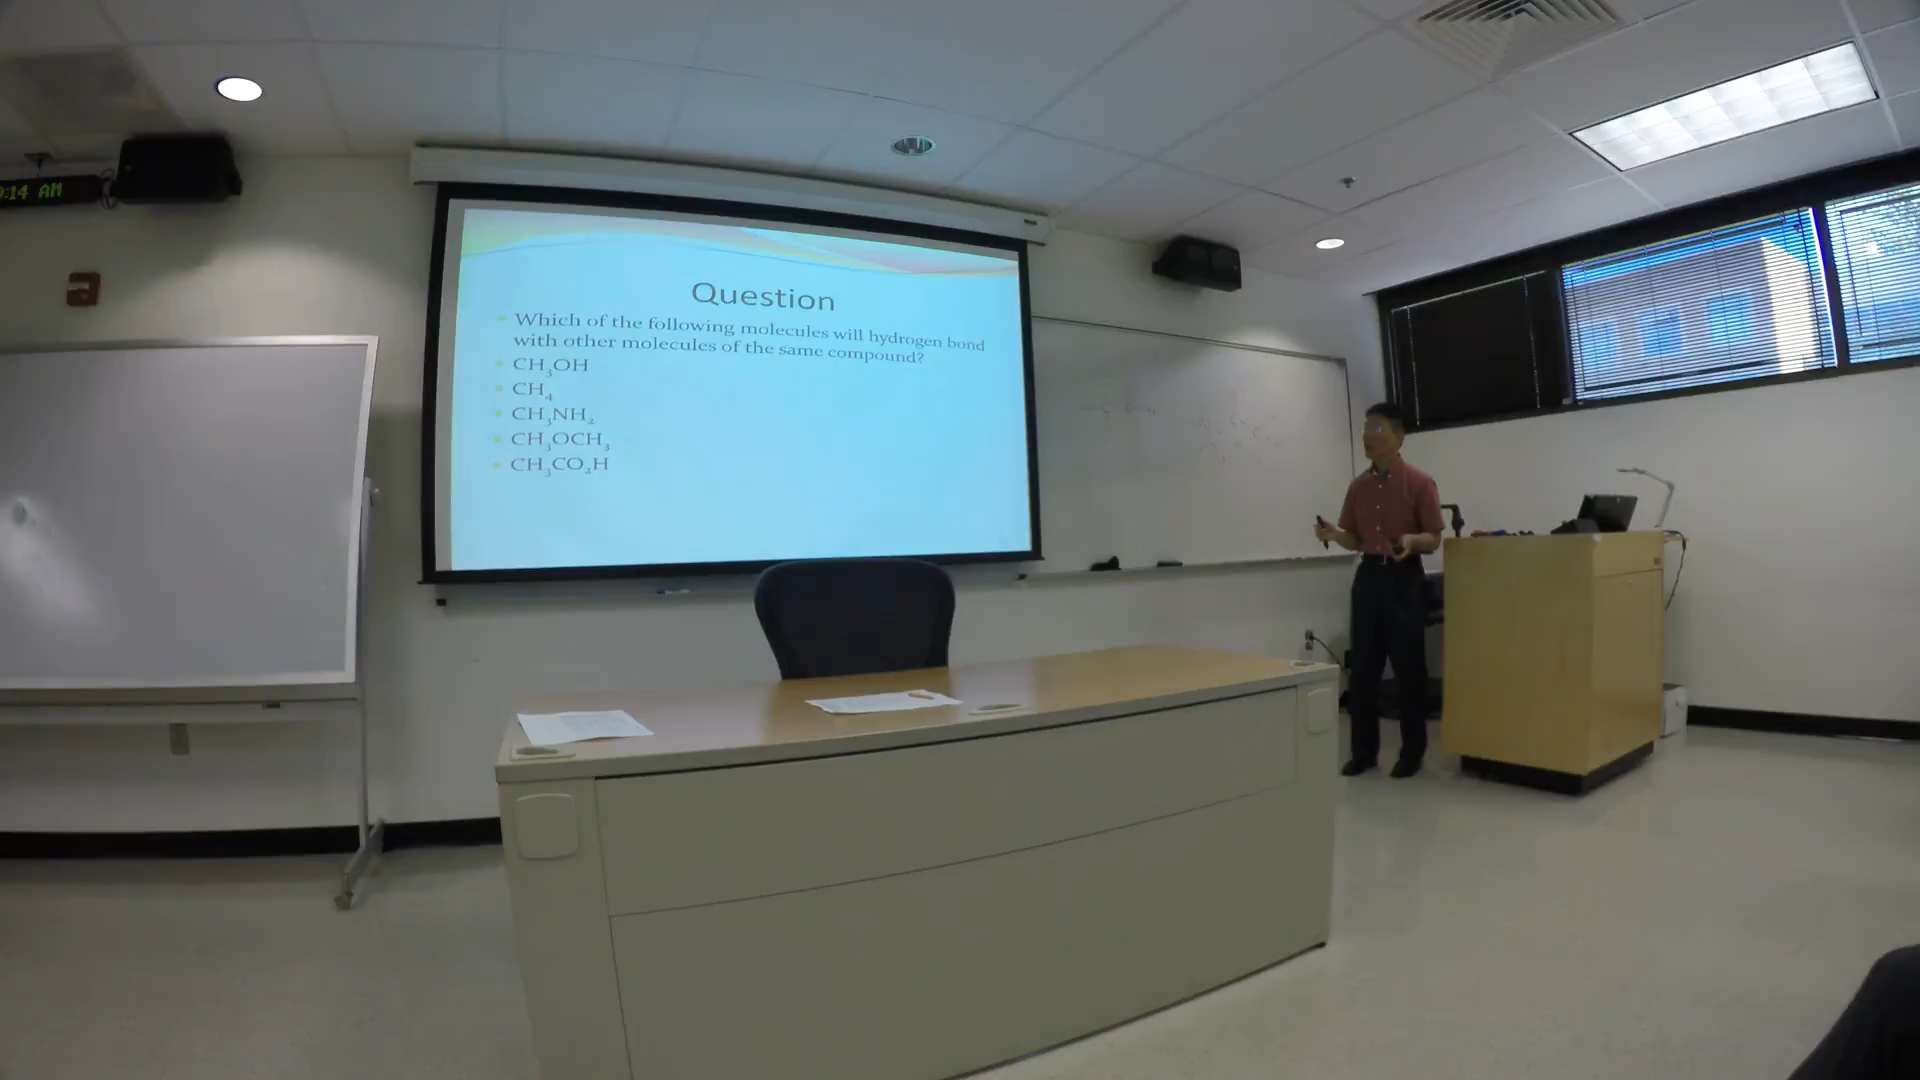 :14 AM
Question
Which of the following molecules will hydrogen bond
with other molecules of the same compound?
CH₃OH
CH₄
CH₃NH₂
CH₃OCH₃
CH₃CO₂H